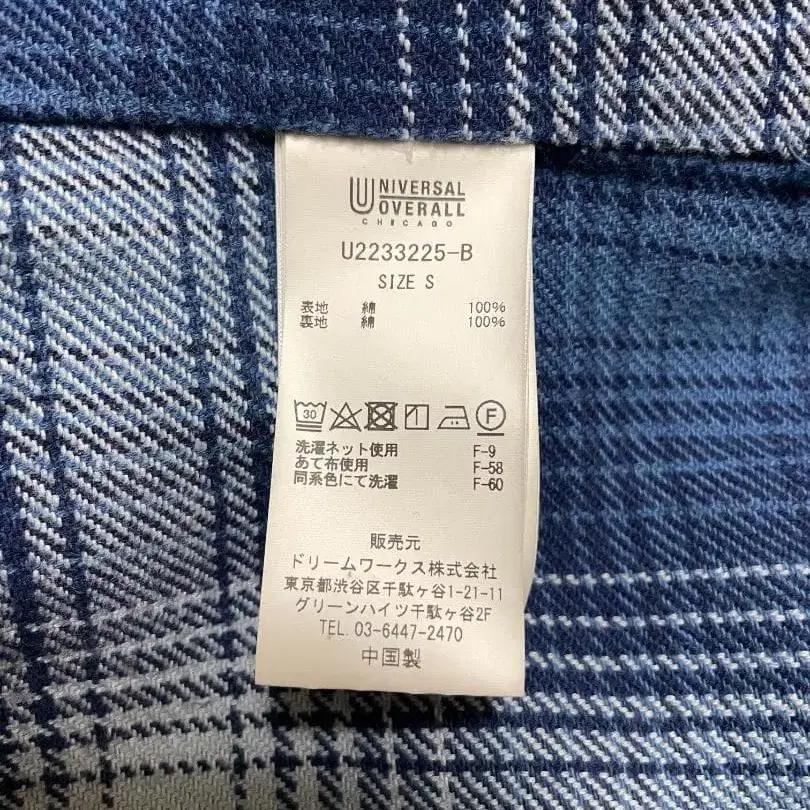 UNIVERSAL
OVERALL
CHICAGO
U2233225-B
SIZE S
表地 綿 100%
裏地 綿 100%
30 F
洗濯ネット使用 F-9
あて布使用 F-58
同系色にて洗濯 F-60
販売元
ドリームワークス株式会社
東京都渋谷区千駄ヶ谷1-21-11
グリーンハイツ千駄ヶ谷2F
TEL. 03-6447-2470
中国製